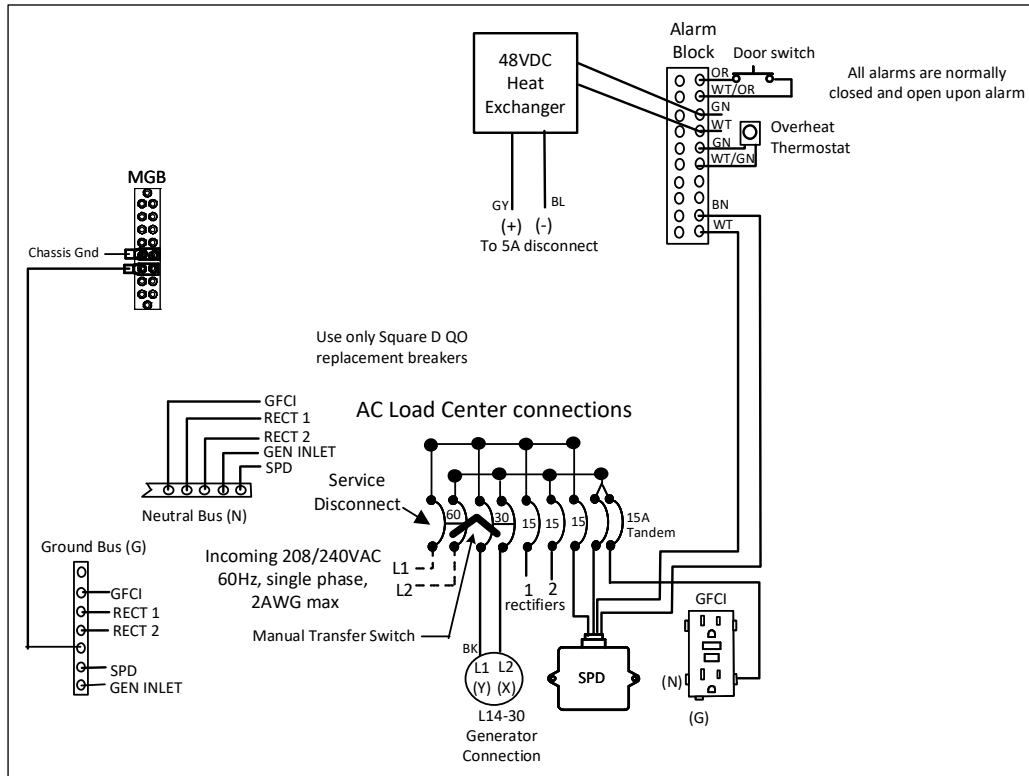 Alarm
Block
Door switch
48VDC
Heat
Exchanger
OR
WT/OR
All alarms are normally
closed and open upon alarm
GN
WT
Overheat
Thermostat
GN
WT/GN
BN
WT
GY
BL
(+)
(-)
To 5A disconnect
MGB
Chassis Gnd
Use only Square D QO
replacement breakers
AC Load Center connections
GFCI
RECT 1
RECT 2
GEN INLET
SPD
Neutral Bus (N)
Service
Disconnect
60
30
15
15
15
15A
Tandem
Incoming 208/240VAC
60Hz, single phase,
2AWG max
L1
L2
1
2
rectifiers
Manual Transfer Switch
Ground Bus (G)
GFCI
RECT 1
RECT 2
SPD
GEN INLET
BK
L1
L2
(Y)
(X)
L14-30
Generator
Connection
SPD
GFCI
(N)
(G)